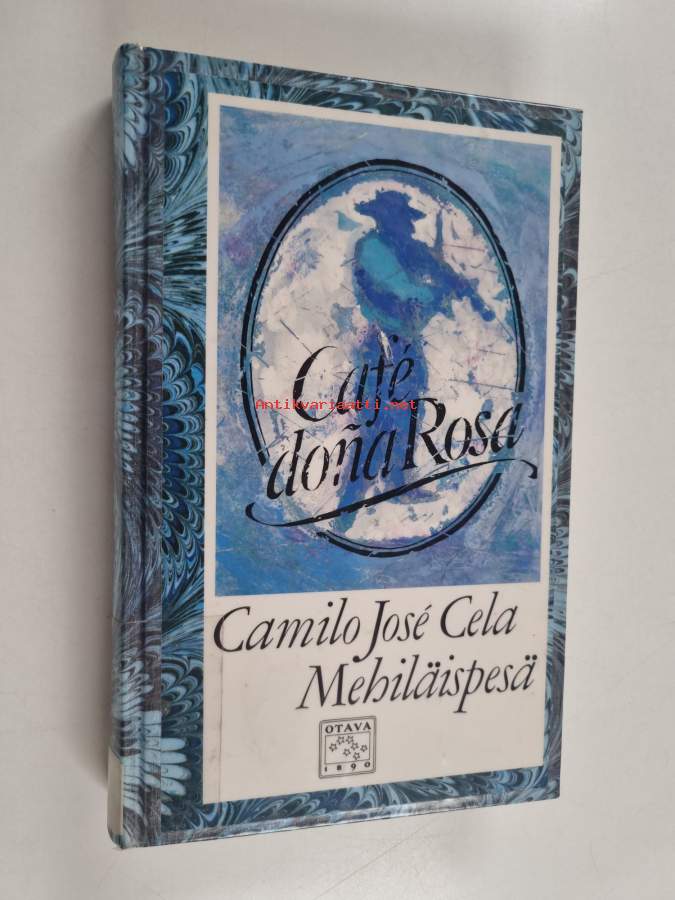 Café
Antikvariaatti.net
doña Rosa
Camilo José Cela
Mehiläispesä
OTAVA
1890